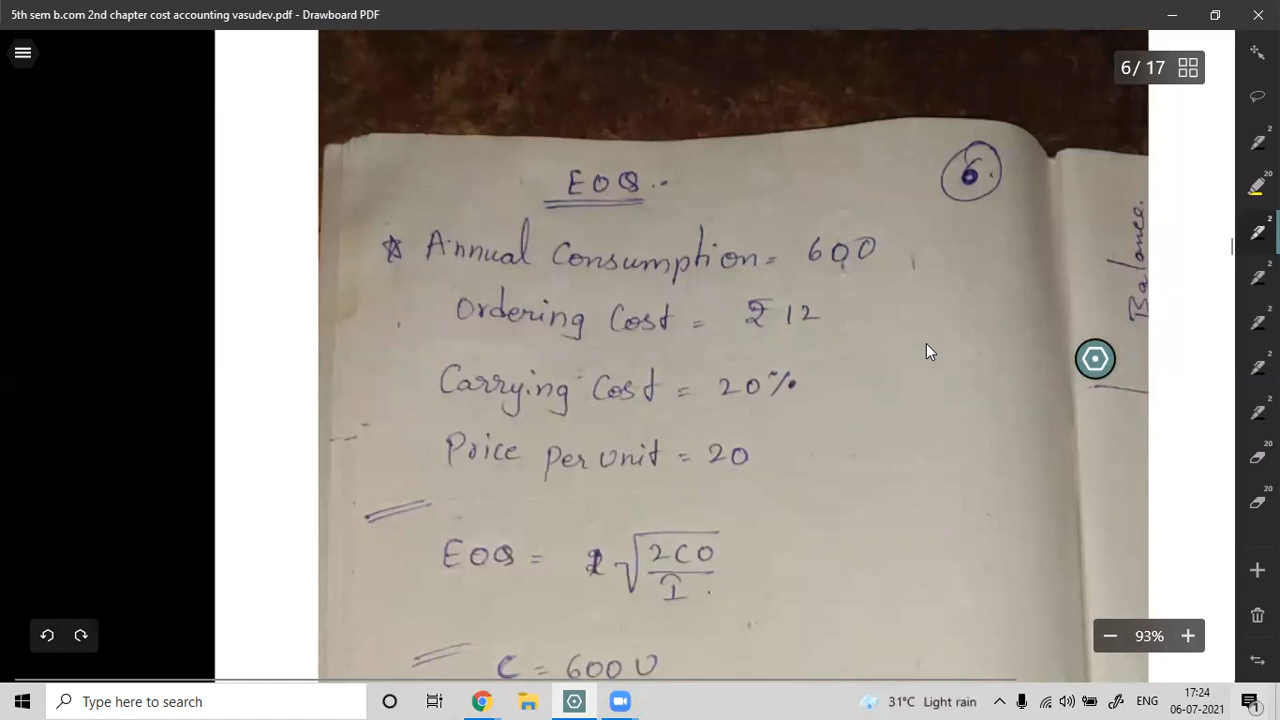 5th sem b.com 2nd chapter cost accounting vasudev.pdf - Drawboard PDF
6 / 17
EOQ
6.
Annual Consumption = 600
Ordering Cost = ₹ 12
Carrying Cost = 20%
Price per unit = 20
EOQ = √2CO
I
C = 600 U
Balance.
93%
Type here to search
31°C Light rain
ENG
17:24
06-07-2021